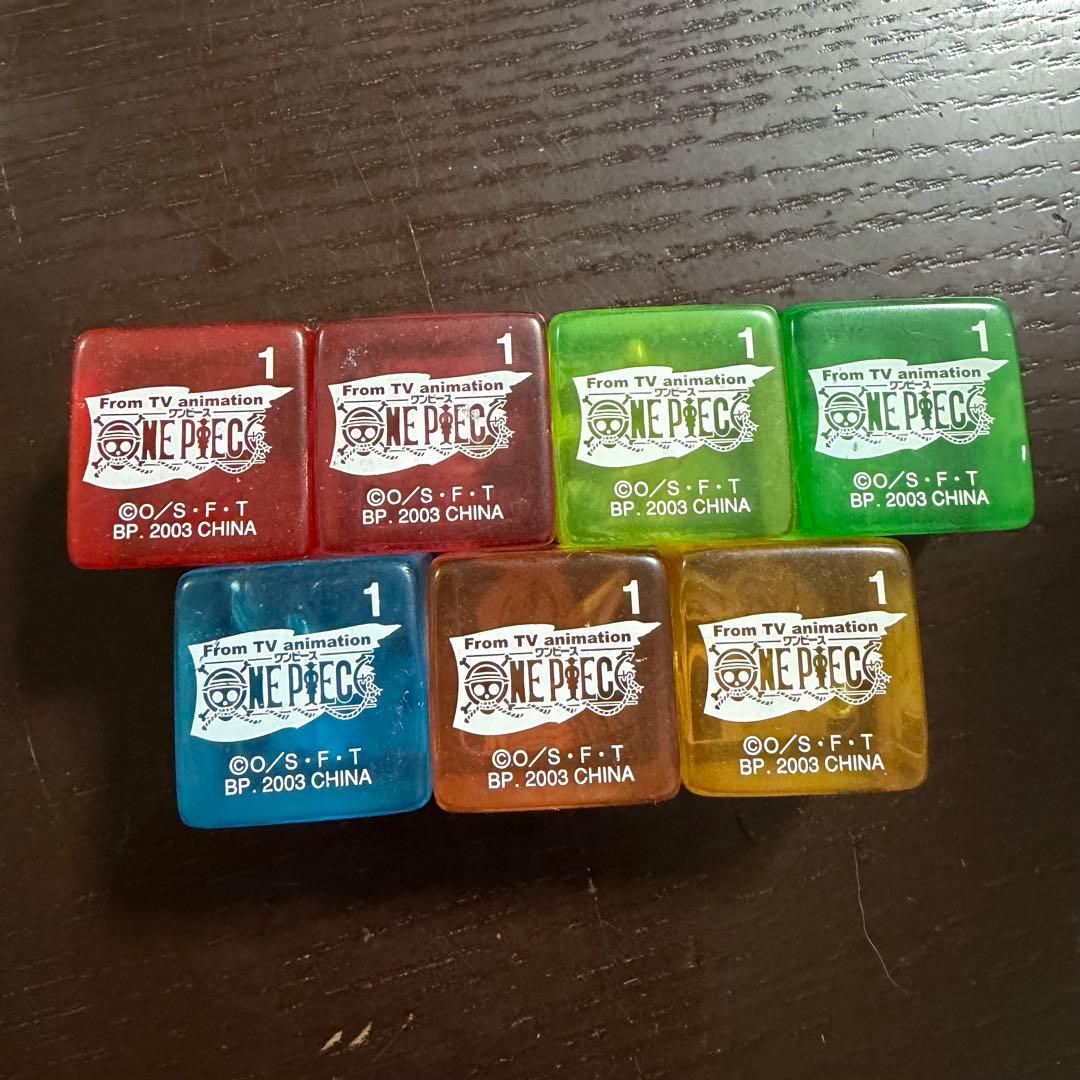 1
From TV animation
ワンピース
ONE PIECE
©O/S・F・T
BP. 2003 CHINA
1
From TV animation
ワンピース
ONE PIECE
©O/S・F・T
BP. 2003 CHINA
1
From TV animation
ワンピース
ONE PIECE
©O/S・F・T
BP. 2003 CHINA
1
From TV animation
ワンピース
ONE PIECE
©O/S・F・T
BP. 2003 CHINA
1
From TV animation
ワンピース
ONE PIECE
©O/S・F・T
BP. 2003 CHINA
1
From TV animation
ワンピース
ONE PIECE
©O/S・F・T
BP. 2003 CHINA
1
From TV animation
ワンピース
ONE PIECE
©O/S・F・T
BP. 2003 CHINA